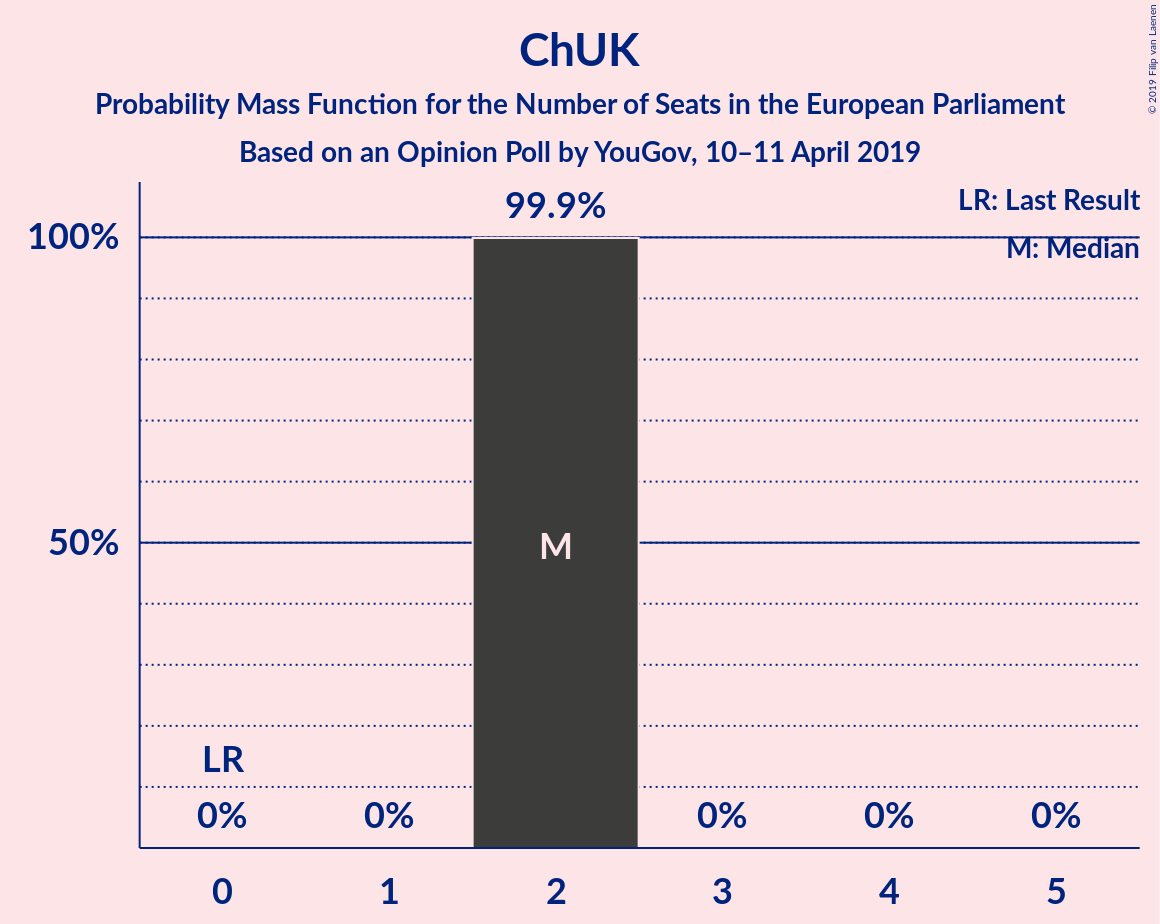 ChUK
Probability Mass Function for the Number of Seats in the European Parliament
Based on an Opinion Poll by YouGov, 10–11 April 2019
© 2019 Filip van Laenen
LR: Last Result
M: Median
99.9%
100%
50%
M
LR
0% 0% 0% 0% 0%
0 1 2 3 4 5